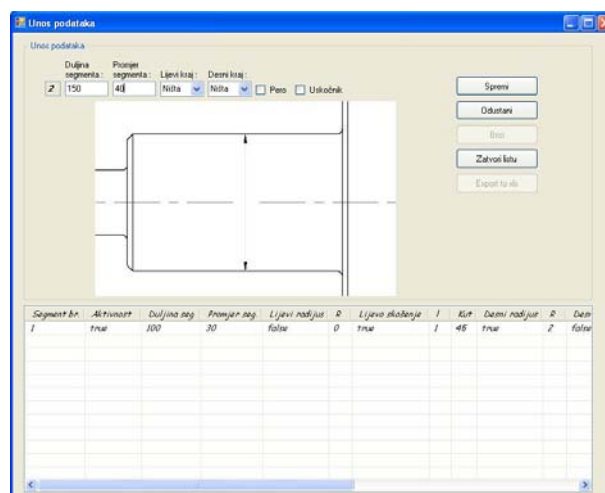 Unos podataka
Unos podataka
Duljina segmenta : Promjer segmenta : Lijevi kraj : Desni kraj :
2 150 40 Ništa Ništa Pero Uskočnik
Spremi
Odustani
Briši
Zatvori listu
Export to xls
Segment br. Aktivnost Duljina seg Promjer seg. Lijevi radijus R Lijevo skošenje l Kut Desni radijus R Des
1 true 100 30 false 0 true 1 45 true 2 false